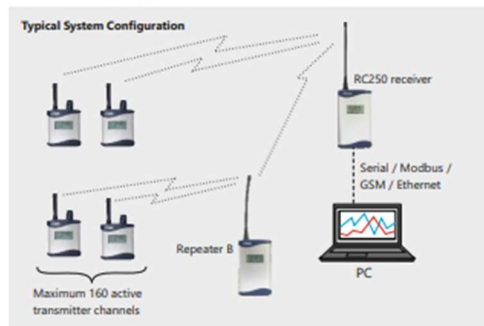 Typical System Configuration
RC250 receiver
Serial / Modbus /
GSM / Ethernet
Repeater B
PC
Maximum 160 active
transmitter channels